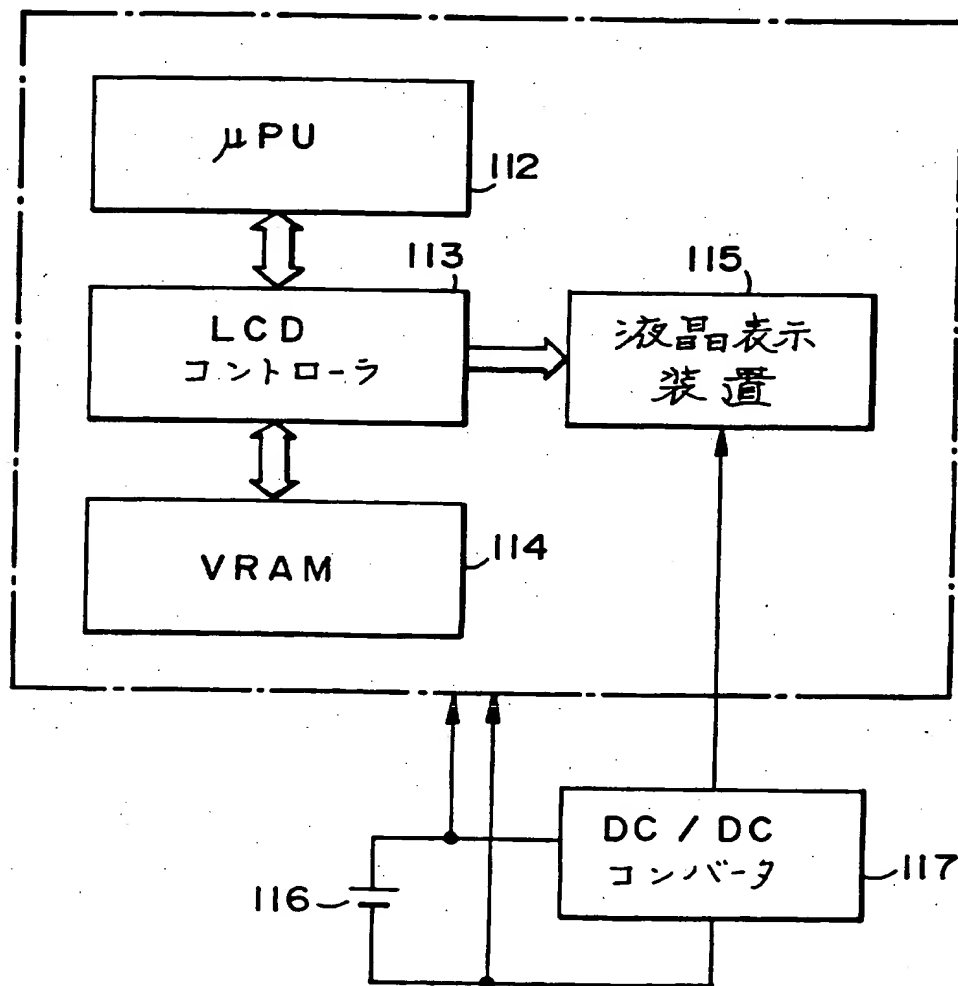 μPU
112
113
LCD
コントローラ
115
液晶表示
装置
VRAM
114
DC / DC
コンバータ
117
116